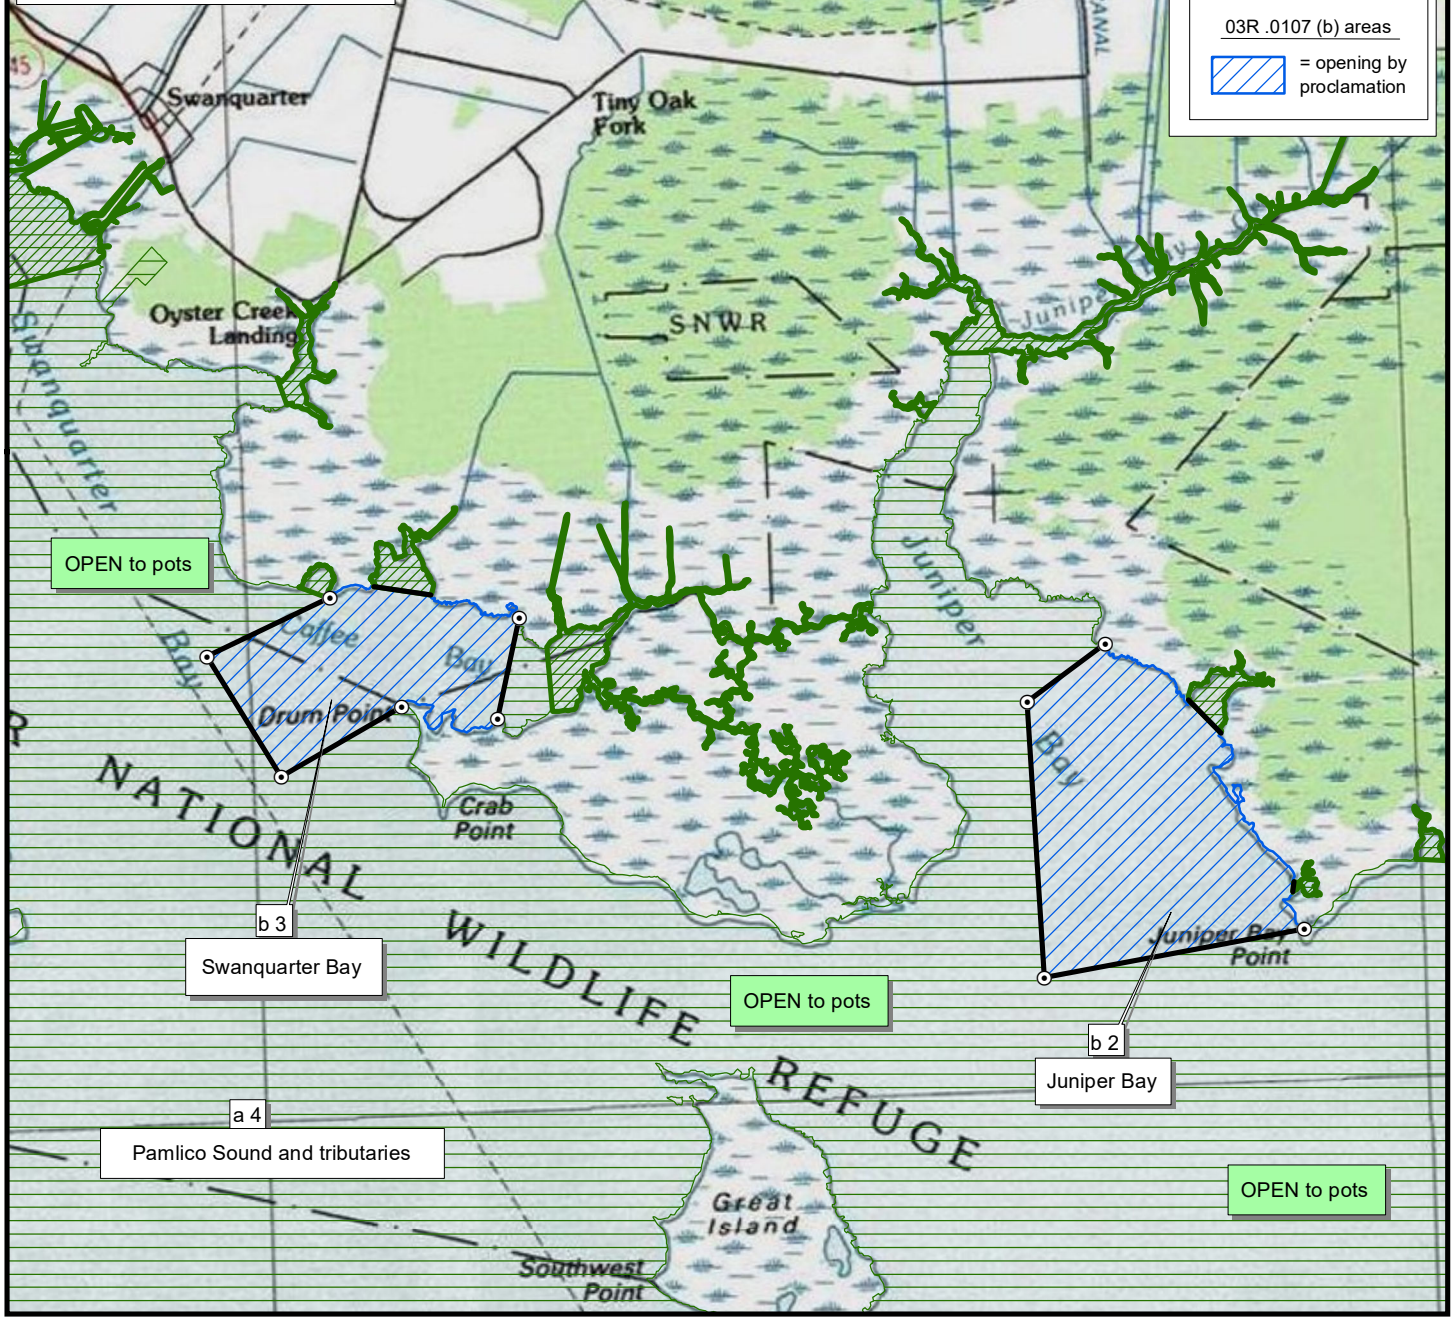 03R .0107 (b) areas
= opening by
proclamation
CANAL
45
Swanquarter
Tiny Oak
Fork
Oyster Creek
Landing
SNWR
Juniper
Swanquarter
Bay
OPEN to pots
Juniper
Bay
Caffee
Bay
Drum Point
R
NATIONAL
WILDLIFE
REFUGE
Crab
Point
b 3
Swanquarter Bay
OPEN to pots
Juniper Bay
Point
b 2
Juniper Bay
a 4
Pamlico Sound and tributaries
OPEN to pots
Great
Island
Southwest
Point